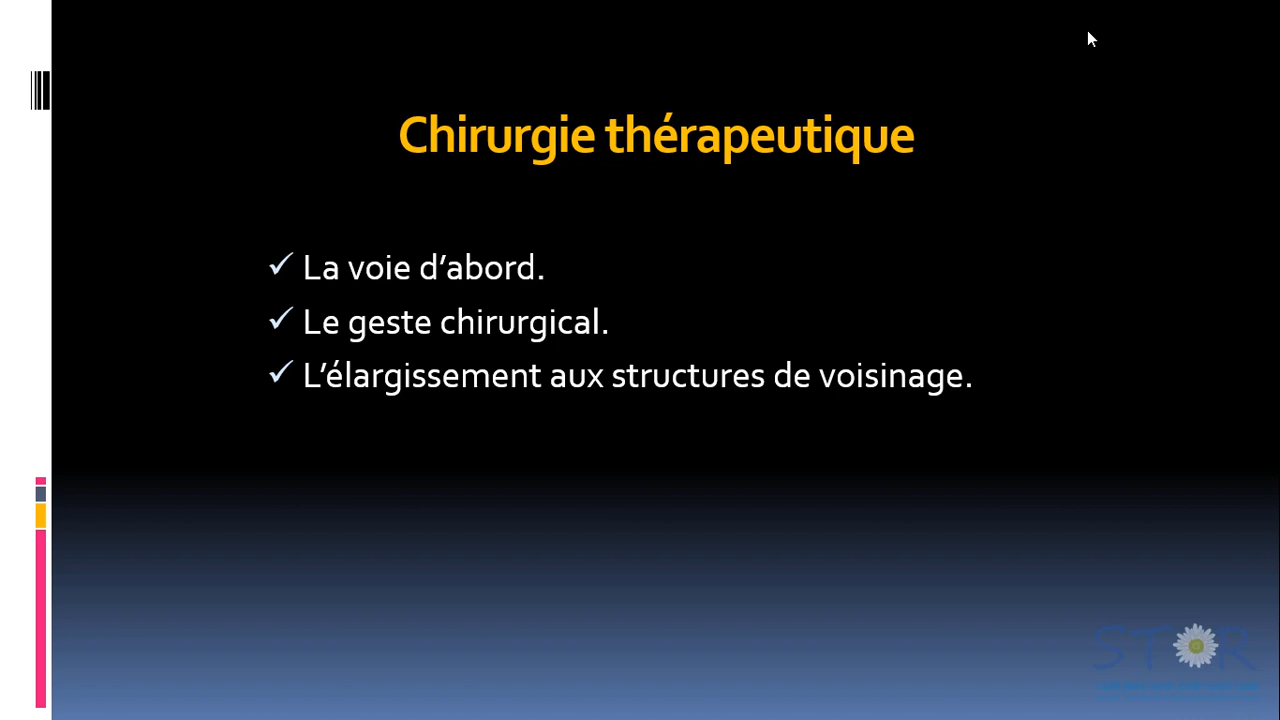 Chirurgie thérapeutique
✓ La voie d’abord.
✓ Le geste chirurgical.
✓ L’élargissement aux structures de voisinage.